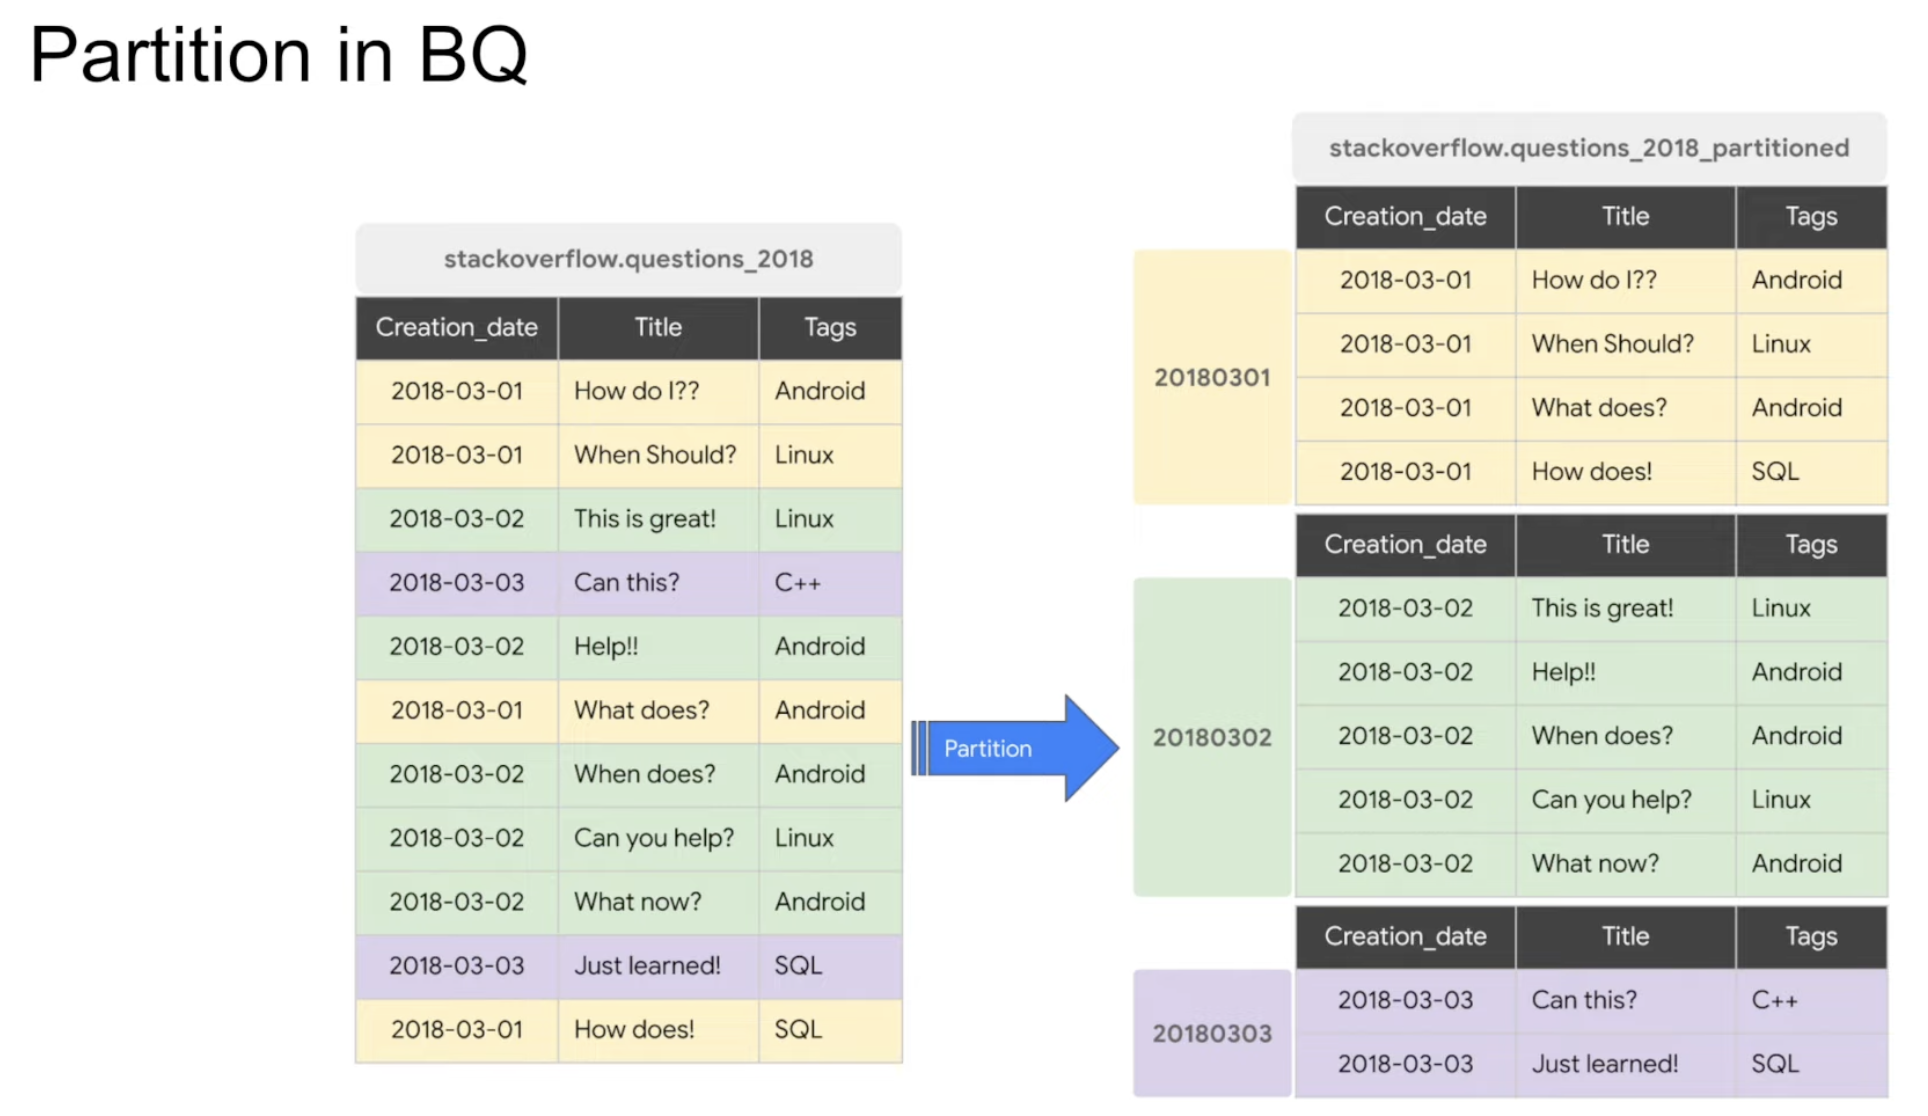 Partition in BQ
stackoverflow.questions_2018
Creation_date Title Tags
2018-03-01 How do I?? Android
2018-03-01 When Should? Linux
2018-03-02 This is great! Linux
2018-03-03 Can this? C++
2018-03-02 Help!! Android
2018-03-01 What does? Android
2018-03-02 When does? Android
2018-03-02 Can you help? Linux
2018-03-02 What now? Android
2018-03-03 Just learned! SQL
2018-03-01 How does! SQL
Partition
stackoverflow.questions_2018_partitioned
Creation_date Title Tags
20180301
2018-03-01 How do I?? Android
2018-03-01 When Should? Linux
2018-03-01 What does? Android
2018-03-01 How does! SQL
Creation_date Title Tags
20180302
2018-03-02 This is great! Linux
2018-03-02 Help!! Android
2018-03-02 When does? Android
2018-03-02 Can you help? Linux
2018-03-02 What now? Android
Creation_date Title Tags
20180303
2018-03-03 Can this? C++
2018-03-03 Just learned! SQL